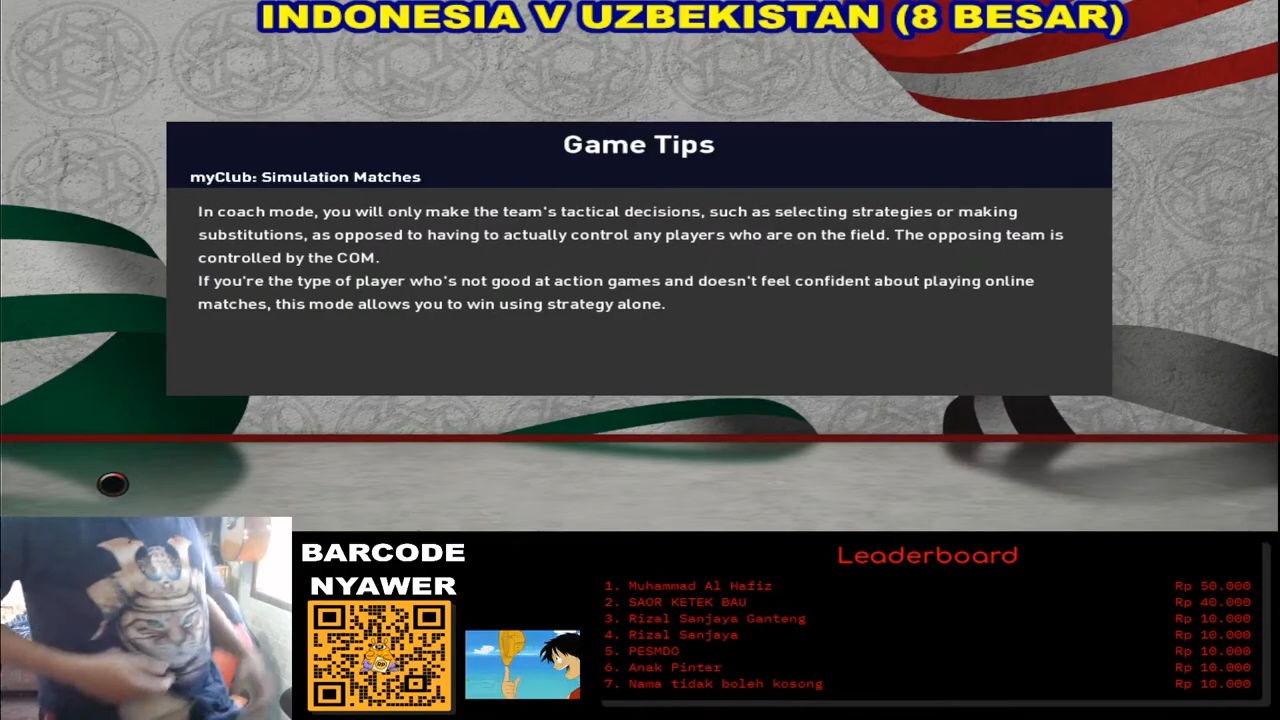 INDONESIA V UZBEKISTAN (8 BESAR)
Game Tips
myClub: Simulation Matches
In coach mode, you will only make the team's tactical decisions, such as selecting strategies or making
substitutions, as opposed to having to actually control any players who are on the field. The opposing team is
controlled by the COM.
If you're the type of player who's not good at action games and doesn't feel confident about playing online
matches, this mode allows you to win using strategy alone.
BARCODE
NYAWER
Leaderboard
1. Muhammad Al Hafiz Rp 50.000
2. SAOR KETEK BAU Rp 40.000
3. Rizal Sanjaya Ganteng Rp 10.000
4. Rizal Sanjaya Rp 10.000
5. PESMDO Rp 10.000
6. Anak Pintar Rp 10.000
7. Nama tidak boleh kosong Rp 10.000